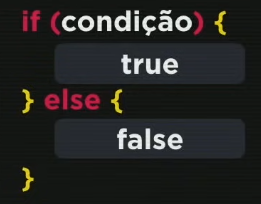 if (condição) {
true
} else {
false
}